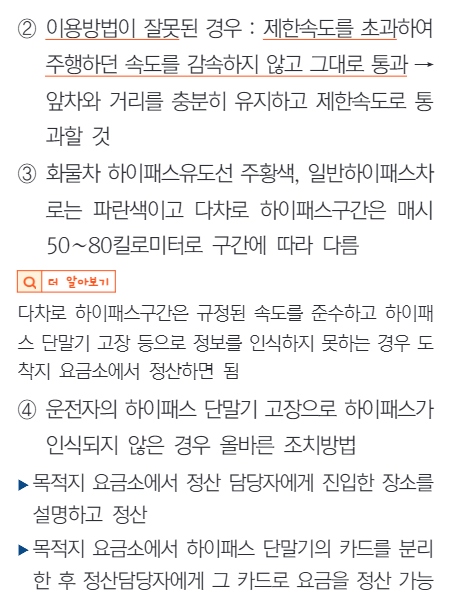 ② 이용방법이 잘못된 경우 : 제한속도를 초과하여
주행하던 속도를 감속하지 않고 그대로 통과 →
앞차와 거리를 충분히 유지하고 제한속도로 통
과할 것
③ 화물차 하이패스유도선 주황색, 일반하이패스차
로는 파란색이고 다차로 하이패스구간은 매시
50~80킬로미터로 구간에 따라 다름
더 알아보기
다차로 하이패스구간은 규정된 속도를 준수하고 하이패
스 단말기 고장 등으로 정보를 인식하지 못하는 경우 도
착지 요금소에서 정산하면 됨
④ 운전자의 하이패스 단말기 고장으로 하이패스가
인식되지 않은 경우 올바른 조치방법
▶목적지 요금소에서 정산 담당자에게 진입한 장소를
설명하고 정산
▶목적지 요금소에서 하이패스 단말기의 카드를 분리
한 후 정산담당자에게 그 카드로 요금을 정산 가능